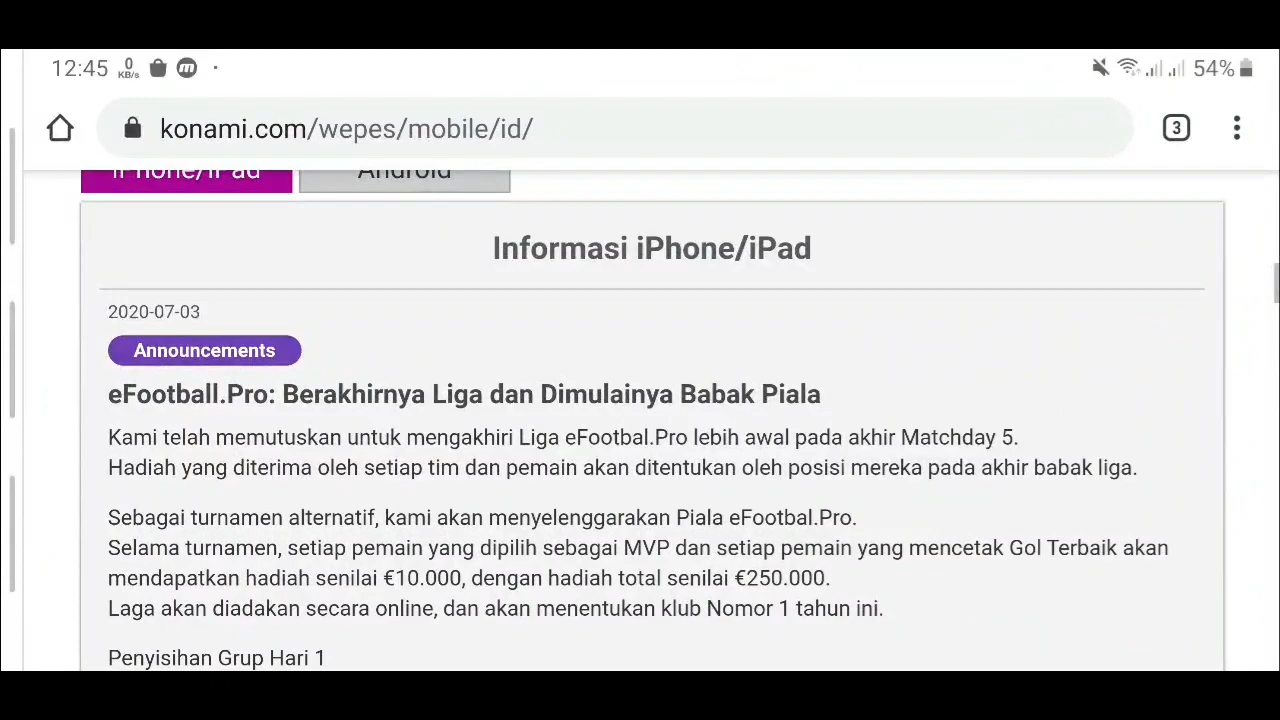 12:45 0 KB/s m 54%
konami.com/wepes/mobile/id/ 3
iPhone/iPad Android
Informasi iPhone/iPad
2020-07-03
Announcements
eFootball.Pro: Berakhirnya Liga dan Dimulainya Babak Piala
Kami telah memutuskan untuk mengakhiri Liga eFootbal.Pro lebih awal pada akhir Matchday 5.
Hadiah yang diterima oleh setiap tim dan pemain akan ditentukan oleh posisi mereka pada akhir babak liga.
Sebagai turnamen alternatif, kami akan menyelenggarakan Piala eFootbal.Pro.
Selama turnamen, setiap pemain yang dipilih sebagai MVP dan setiap pemain yang mencetak Gol Terbaik akan
mendapatkan hadiah senilai €10.000, dengan hadiah total senilai €250.000.
Laga akan diadakan secara online, dan akan menentukan klub Nomor 1 tahun ini.
Penyisihan Grup Hari 1